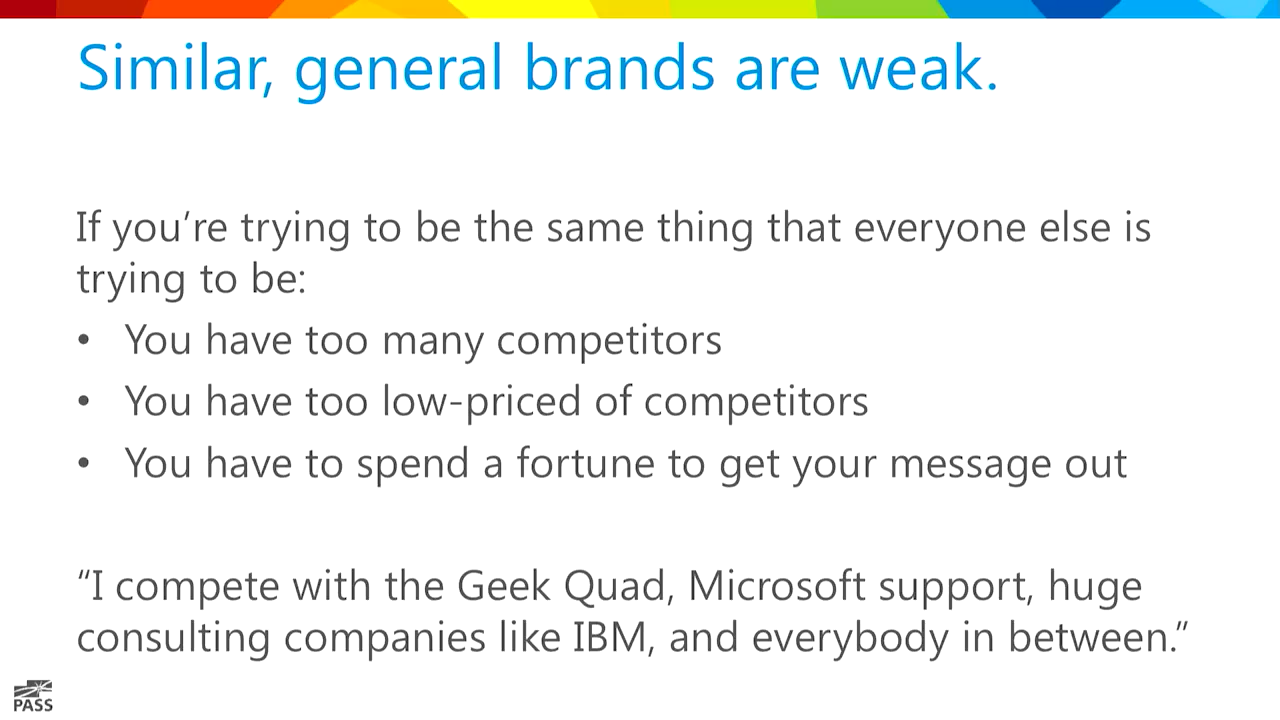 Similar, general brands are weak.
If you’re trying to be the same thing that everyone else is
trying to be:
• You have too many competitors
• You have too low-priced of competitors
• You have to spend a fortune to get your message out
“I compete with the Geek Quad, Microsoft support, huge
consulting companies like IBM, and everybody in between.”
PASS